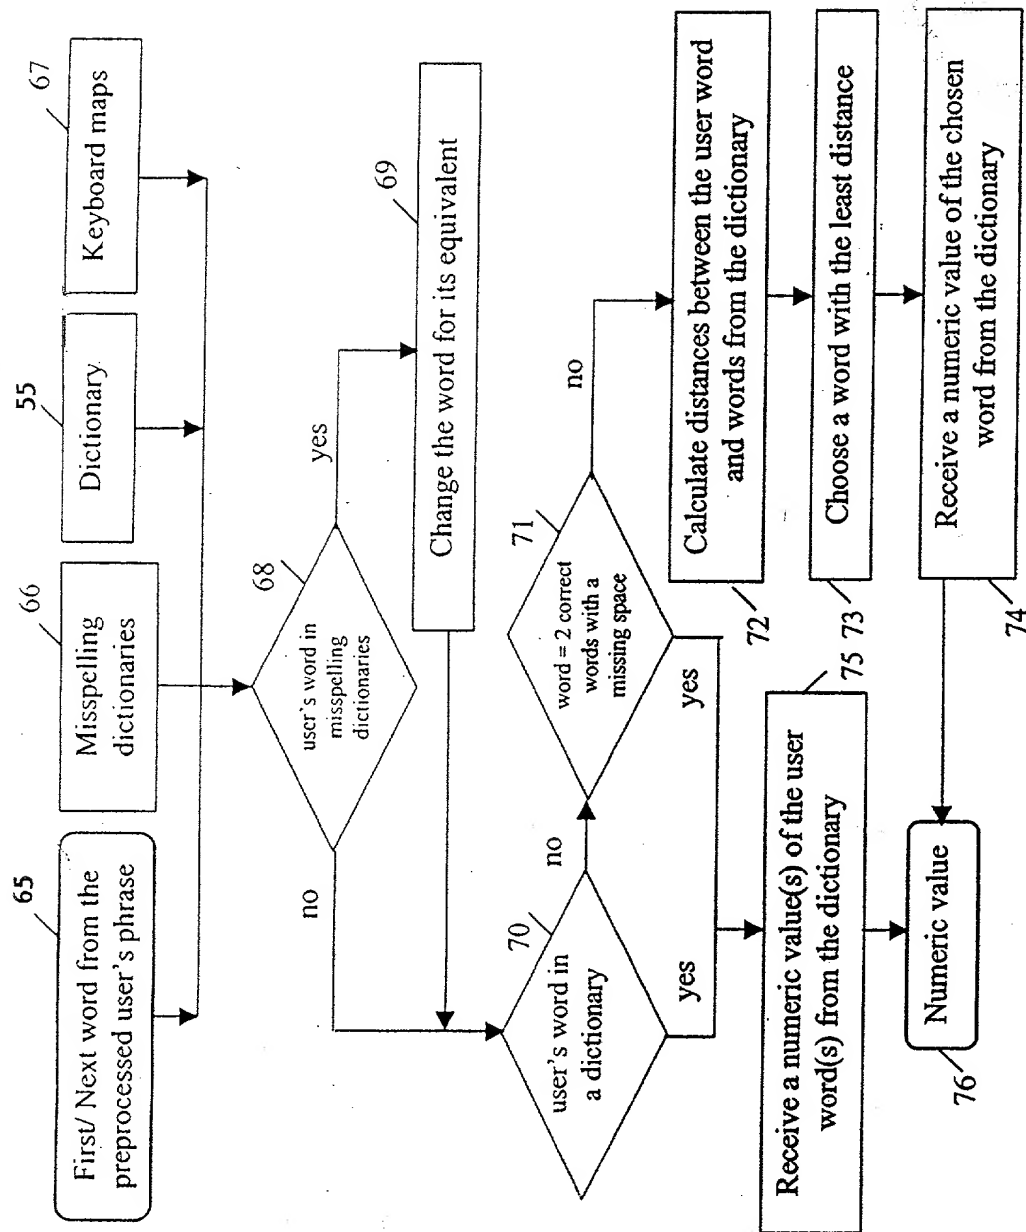 65
First/ Next word from the
preprocessed user's phrase
66
Misspelling
dictionaries
55
Dictionary
67
Keyboard maps
68
user's word in
misspelling
dictionaries
yes
no
69
Change the word for its equivalent
70
user's word in
a dictionary
no
yes
71
word = 2 correct
words with a
missing space
no
yes
72
Calculate distances between the user word
and words from the dictionary
73
Choose a word with the least distance
74
Receive a numeric value of the chosen
word from the dictionary
75
Receive a numeric value(s) of the user
word(s) from the dictionary
76
Numeric value